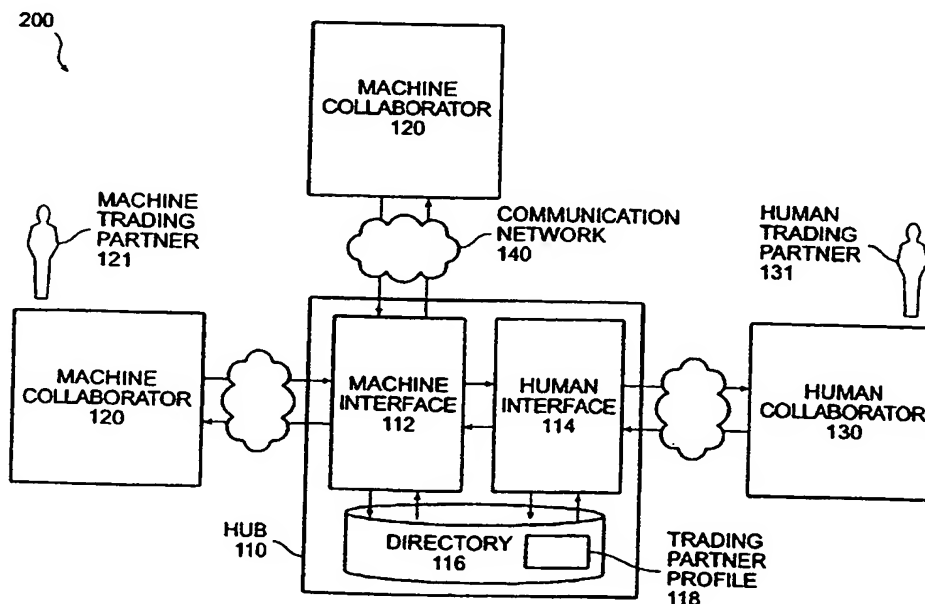 200
MACHINE
COLLABORATOR
120
MACHINE
TRADING
PARTNER
121
COMMUNICATION
NETWORK
140
HUMAN
TRADING
PARTNER
131
MACHINE
COLLABORATOR
120
MACHINE
INTERFACE
112
HUMAN
INTERFACE
114
HUMAN
COLLABORATOR
130
HUB
110
DIRECTORY
116
TRADING
PARTNER
PROFILE
118